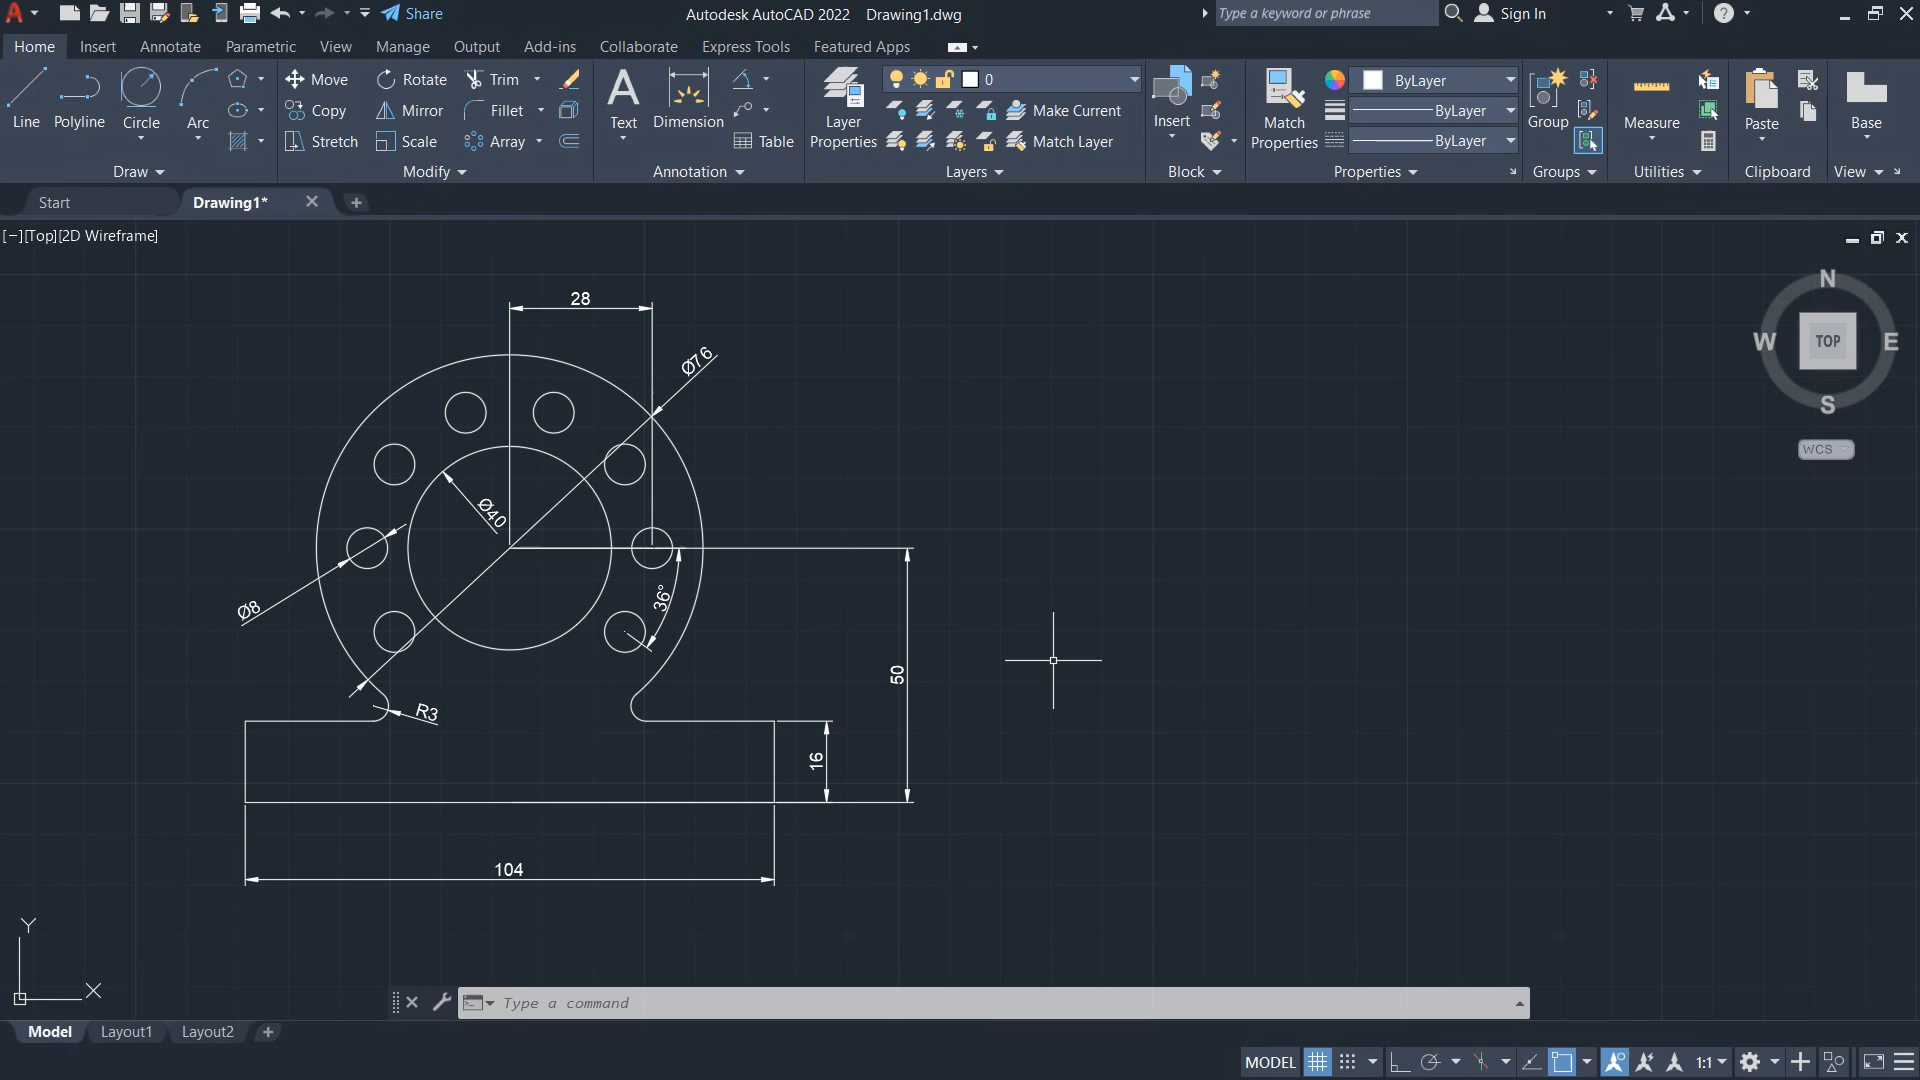 A Share Autodesk AutoCAD 2022 Drawing1.dwg Type a keyword or phrase Sign In ?
Home Insert Annotate Parametric View Manage Output Add-ins Collaborate Express Tools Featured Apps
Move Rotate Trim 0 ByLayer
Copy Mirror Fillet Make Current ByLayer
Line Polyline Circle Arc Text Dimension Layer Insert Match Group Measure Paste Base
Stretch Scale Array Table Properties Match Layer Properties ByLayer
Draw Modify Annotation Layers Block Properties Groups Utilities Clipboard View
Start Drawing1* +
[−][Top][2D Wireframe]
N
W TOP E
S
WCS
28
Ø76
Ø40
Ø8
36°
50
R3
16
104
Y
X
Type a command
Model Layout1 Layout2 +
MODEL 1:1